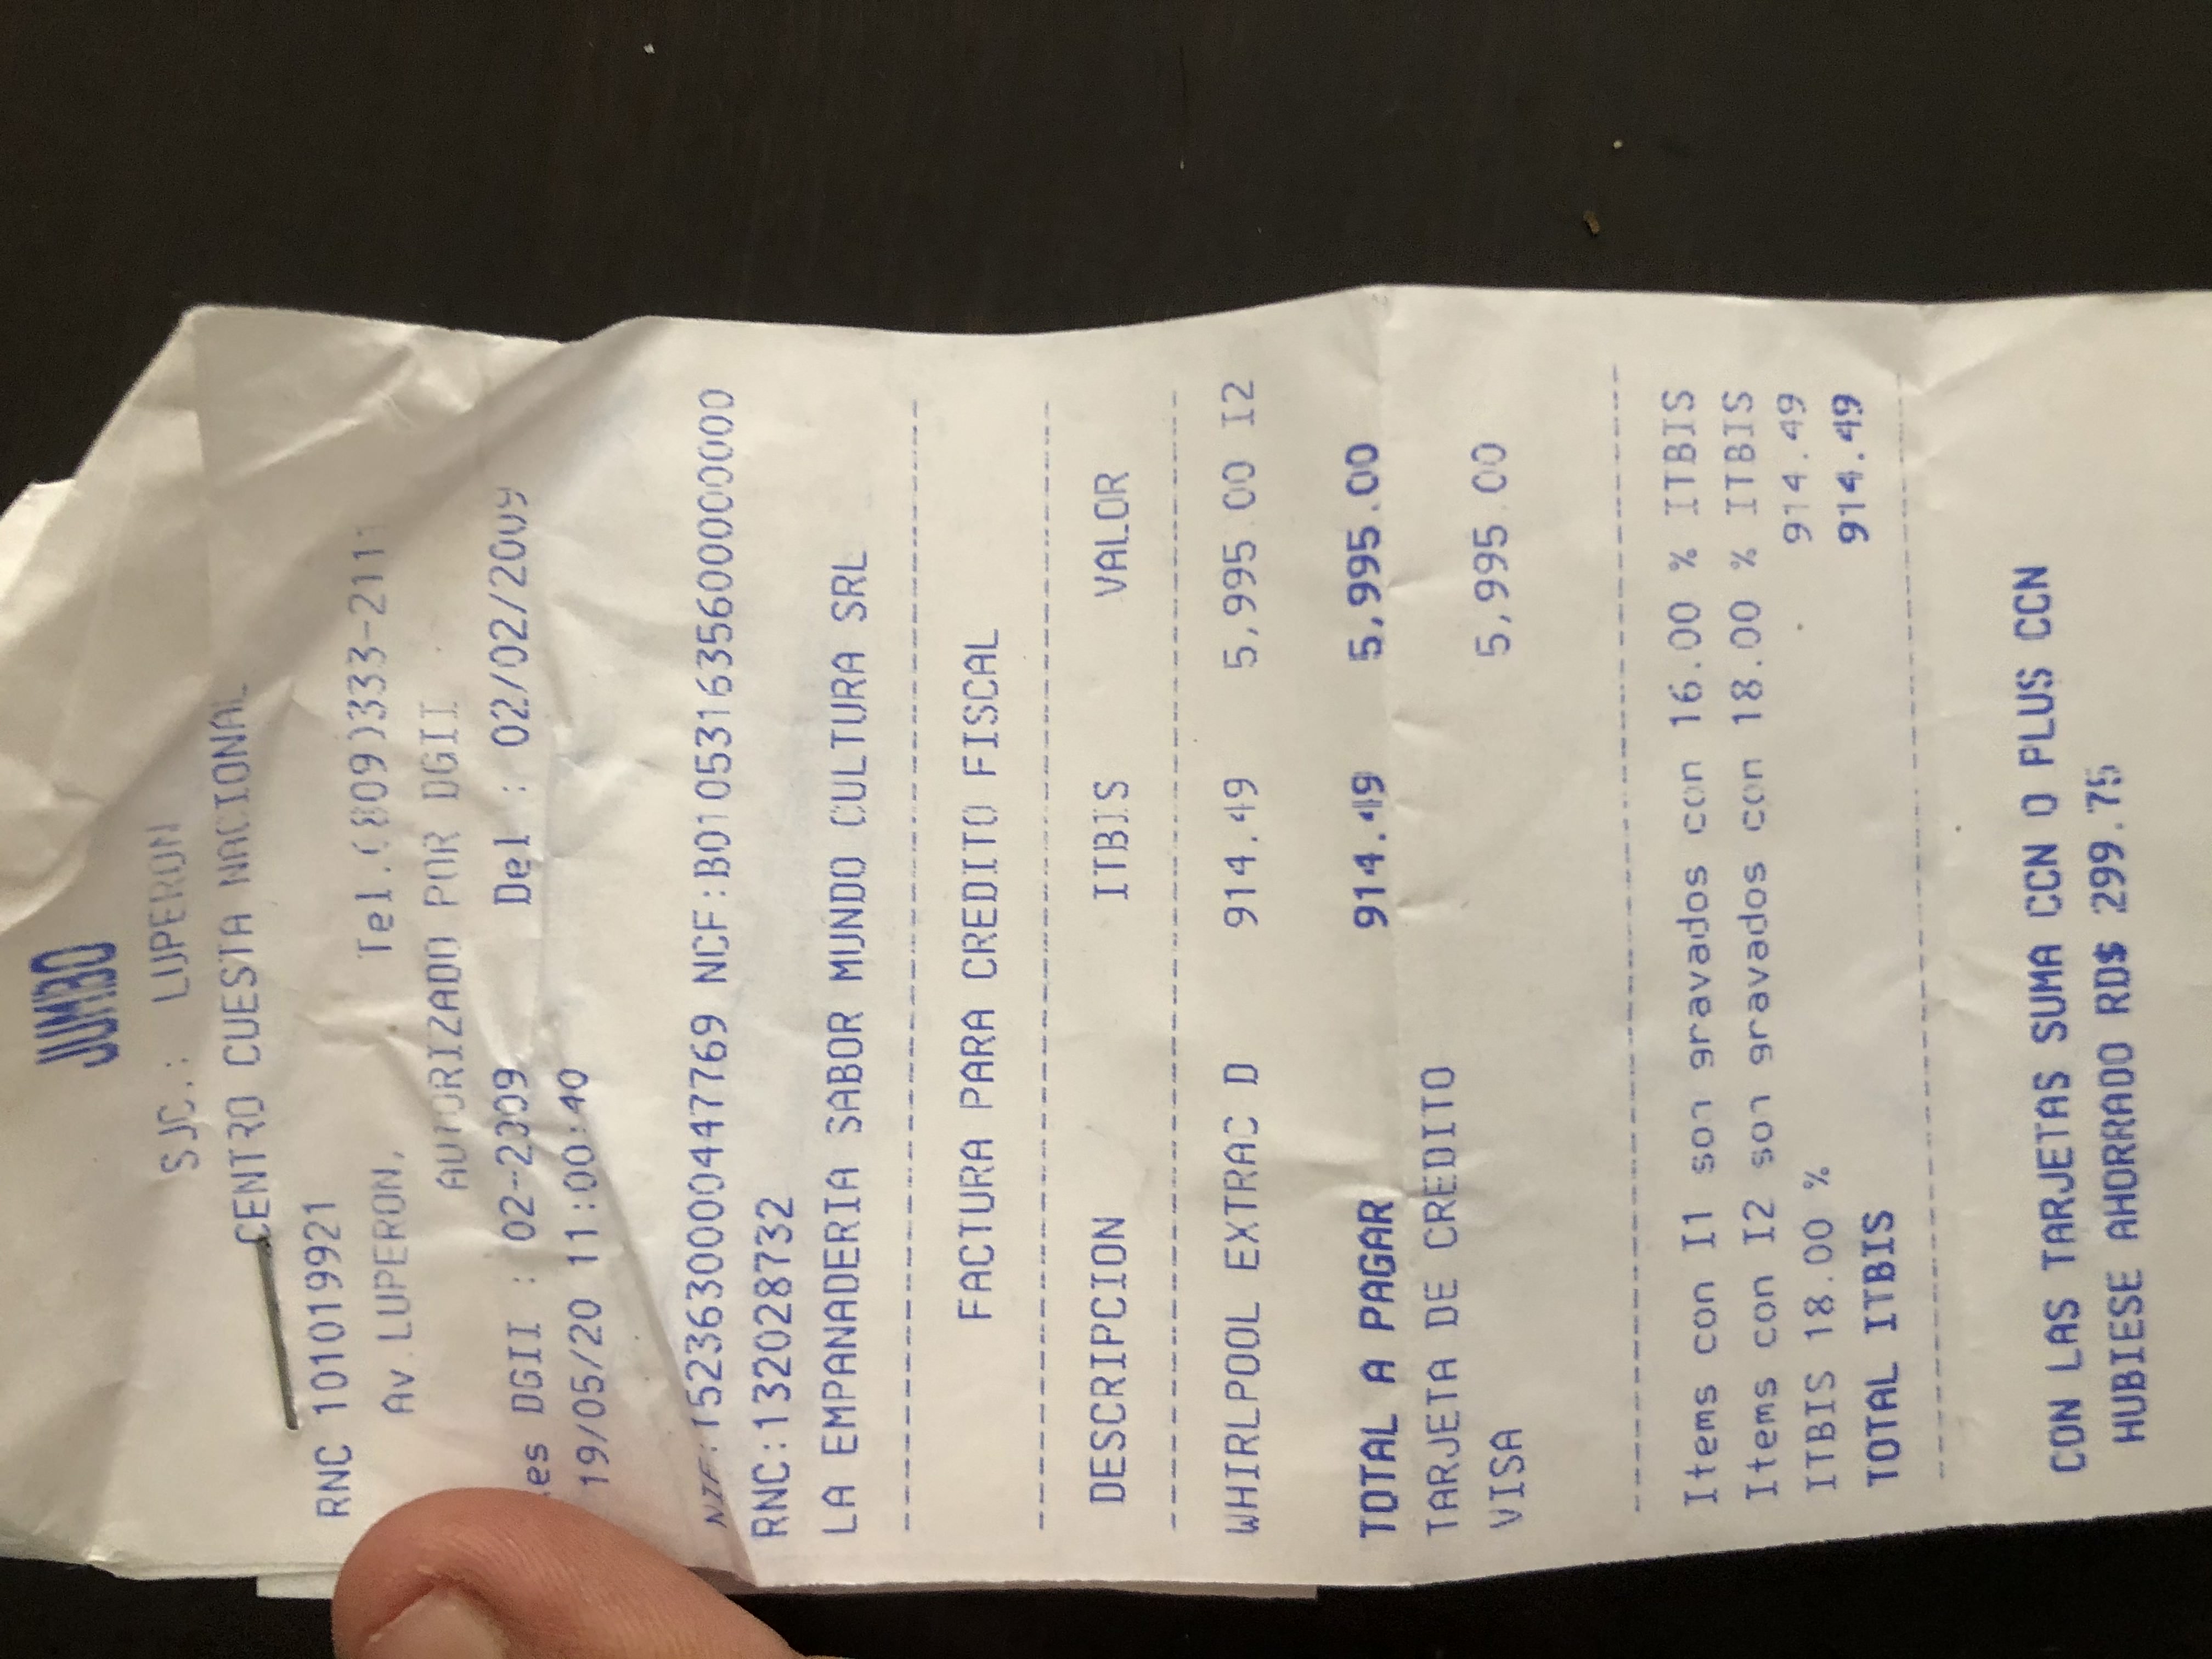 JUMBO
SUC.: LUPERON
CENTRO CUESTA NACIONAL
RNC 101019921
Av.LUPERON, Tel.(809)333-2111
AUTORIZADO POR DGII
es DGII : 02-2009 Del : 02/02/2009
19/05/20 11:00:40
NIF:1523630000447769 NCF:B010531635600000000
RNC:132028732
LA EMPANADERIA SABOR MUNDO CULTURA SRL
FACTURA PARA CREDITO FISCAL
DESCRIPCION ITBIS VALOR
WHIRLPOOL EXTRAC D 914.49 5,995.00 I2
TOTAL A PAGAR 914.49 5,995.00
TARJETA DE CREDITO
VISA 5,995.00
Items con I1 son gravados con 16.00 % ITBIS
Items con I2 son gravados con 18.00 % ITBIS
ITBIS 18.00 % 914.49
TOTAL ITBIS 914.49
CON LAS TARJETAS SUMA CCN O PLUS CCN
HUBIESE AHORRADO RD$ 299.75